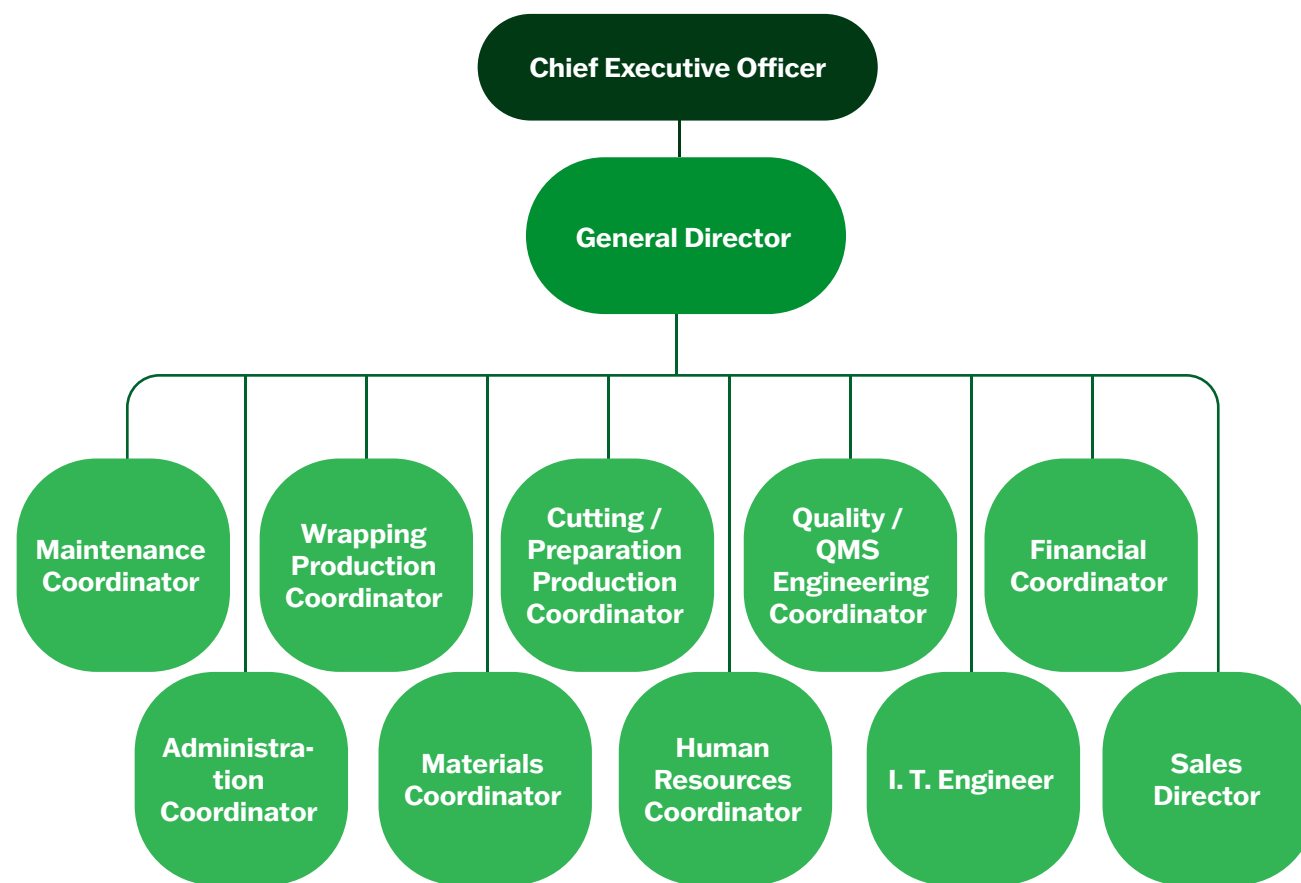 Chief Executive Officer
General Director
Maintenance
Coordinator
Wrapping
Production
Coordinator
Cutting /
Preparation
Production
Coordinator
Quality /
QMS
Engineering
Coordinator
Financial
Coordinator
Administra-
tion
Coordinator
Materials
Coordinator
Human
Resources
Coordinator
I. T. Engineer
Sales
Director